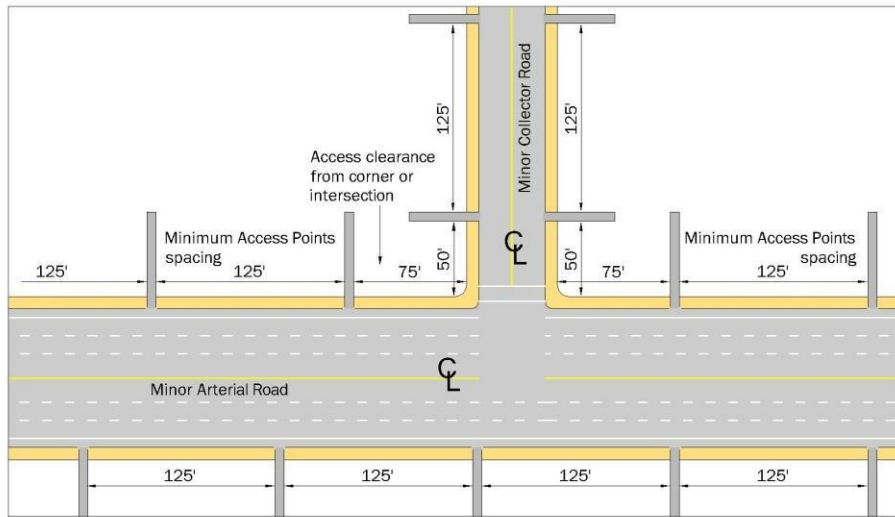 Minor Collector Road
125'
125'
Access clearance
from corner or
intersection
Minimum Access Points
spacing
Minimum Access Points
spacing
50'
50'
CL
125'
125'
75'
75'
125'
CL
Minor Arterial Road
125'
125'
125'
125'